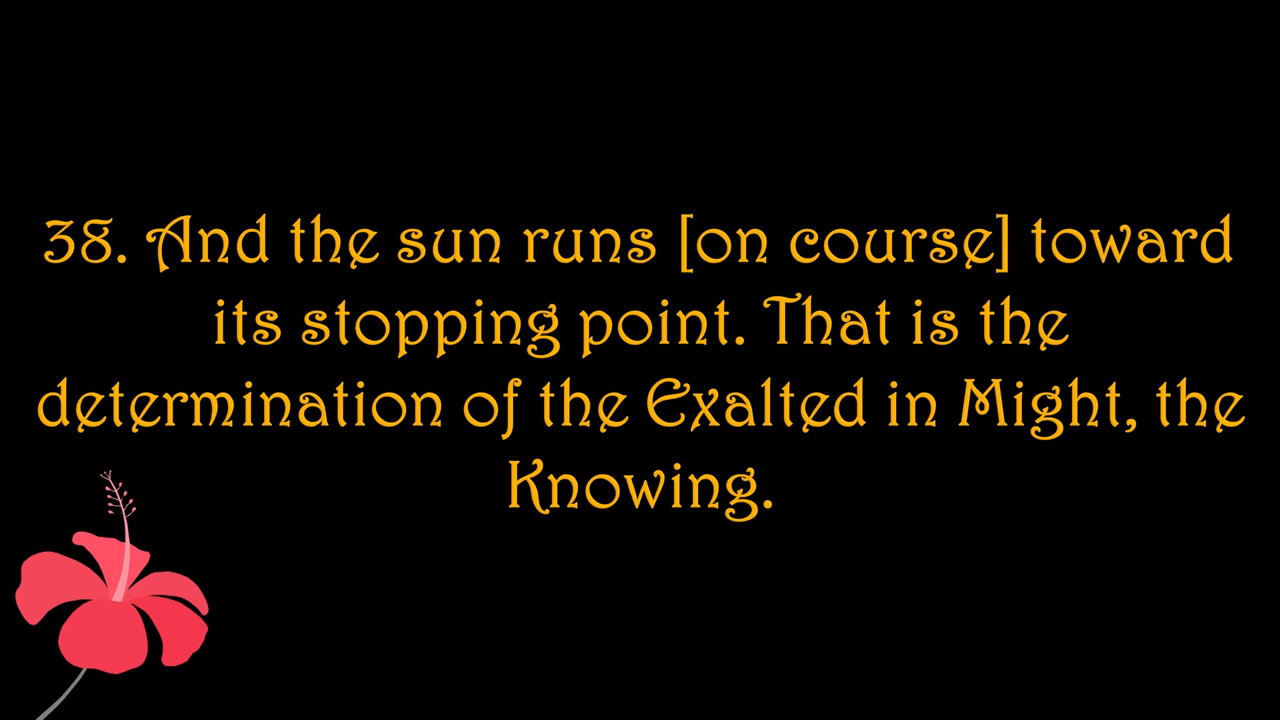 38. And the sun runs [on course] toward
its stopping point. That is the
determination of the Exalted in Might, the
Knowing.